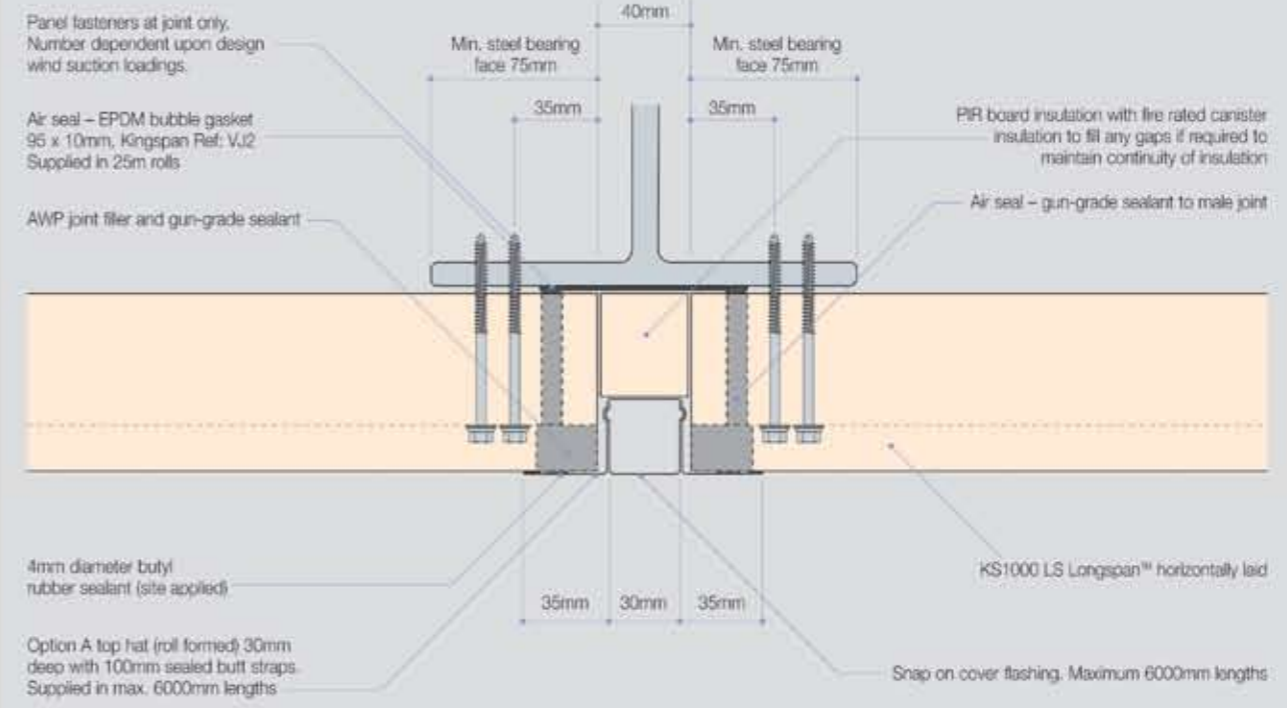 Panel fasteners at joint only.
Number dependent upon design
wind suction loadings.
40mm
Min. steel bearing
face 75mm
Min. steel bearing
face 75mm
35mm
35mm
Air seal – EPDM bubble gasket
95 x 10mm, Kingspan Ref: VJ2
Supplied in 25m rolls
PIR board insulation with fire rated canister
insulation to fill any gaps if required to
maintain continuity of insulation
AWP joint filler and gun-grade sealant
Air seal – gun-grade sealant to male joint
4mm diameter butyl
rubber sealant (site applied)
KS1000 LS Longspan™ horizontally laid
35mm
30mm
35mm
Option A top hat (roll formed) 30mm
deep with 100mm sealed butt straps.
Supplied in max. 6000mm lengths
Snap on cover flashing. Maximum 6000mm lengths